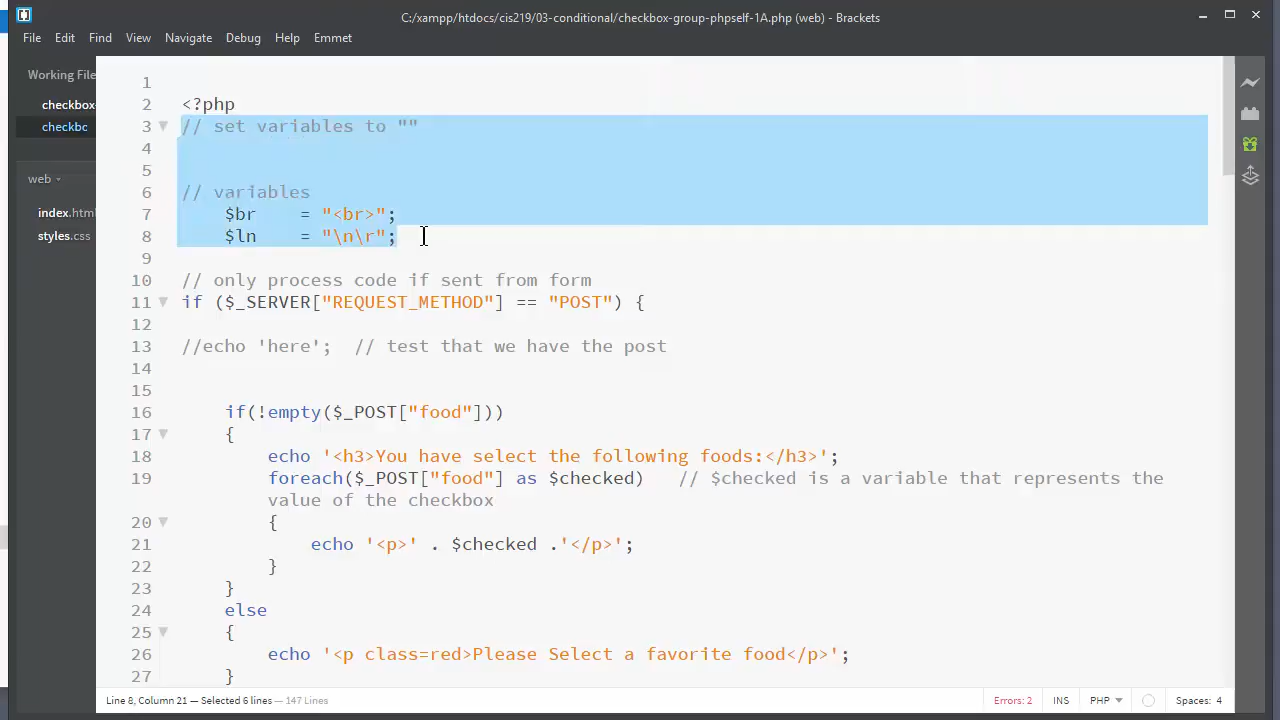 C:/xampp/htdocs/cis219/03-conditional/checkbox-group-phpself-1A.php (web) - Brackets
File Edit Find View Navigate Debug Help Emmet
Working File
checkbox-
checkbc
web
index.html
styles.css
1
2 <?php
3 // set variables to ""
4
5
6 // variables
7 $br = "<br>";
8 $ln = "\n\r";
9
10 // only process code if sent from form
11 if ($_SERVER["REQUEST_METHOD"] == "POST") {
12
13 //echo 'here'; // test that we have the post
14
15
16 if(!empty($_POST["food"]))
17 {
18 echo '<h3>You have select the following foods:</h3>';
19 foreach($_POST["food"] as $checked) // $checked is a variable that represents the
value of the checkbox
20 {
21 echo '<p>' . $checked .'</p>';
22 }
23 }
24 else
25 {
26 echo '<p class=red>Please Select a favorite food</p>';
27 }
Line 8, Column 21 — Selected 6 lines — 147 Lines
Errors: 2 INS PHP Spaces: 4